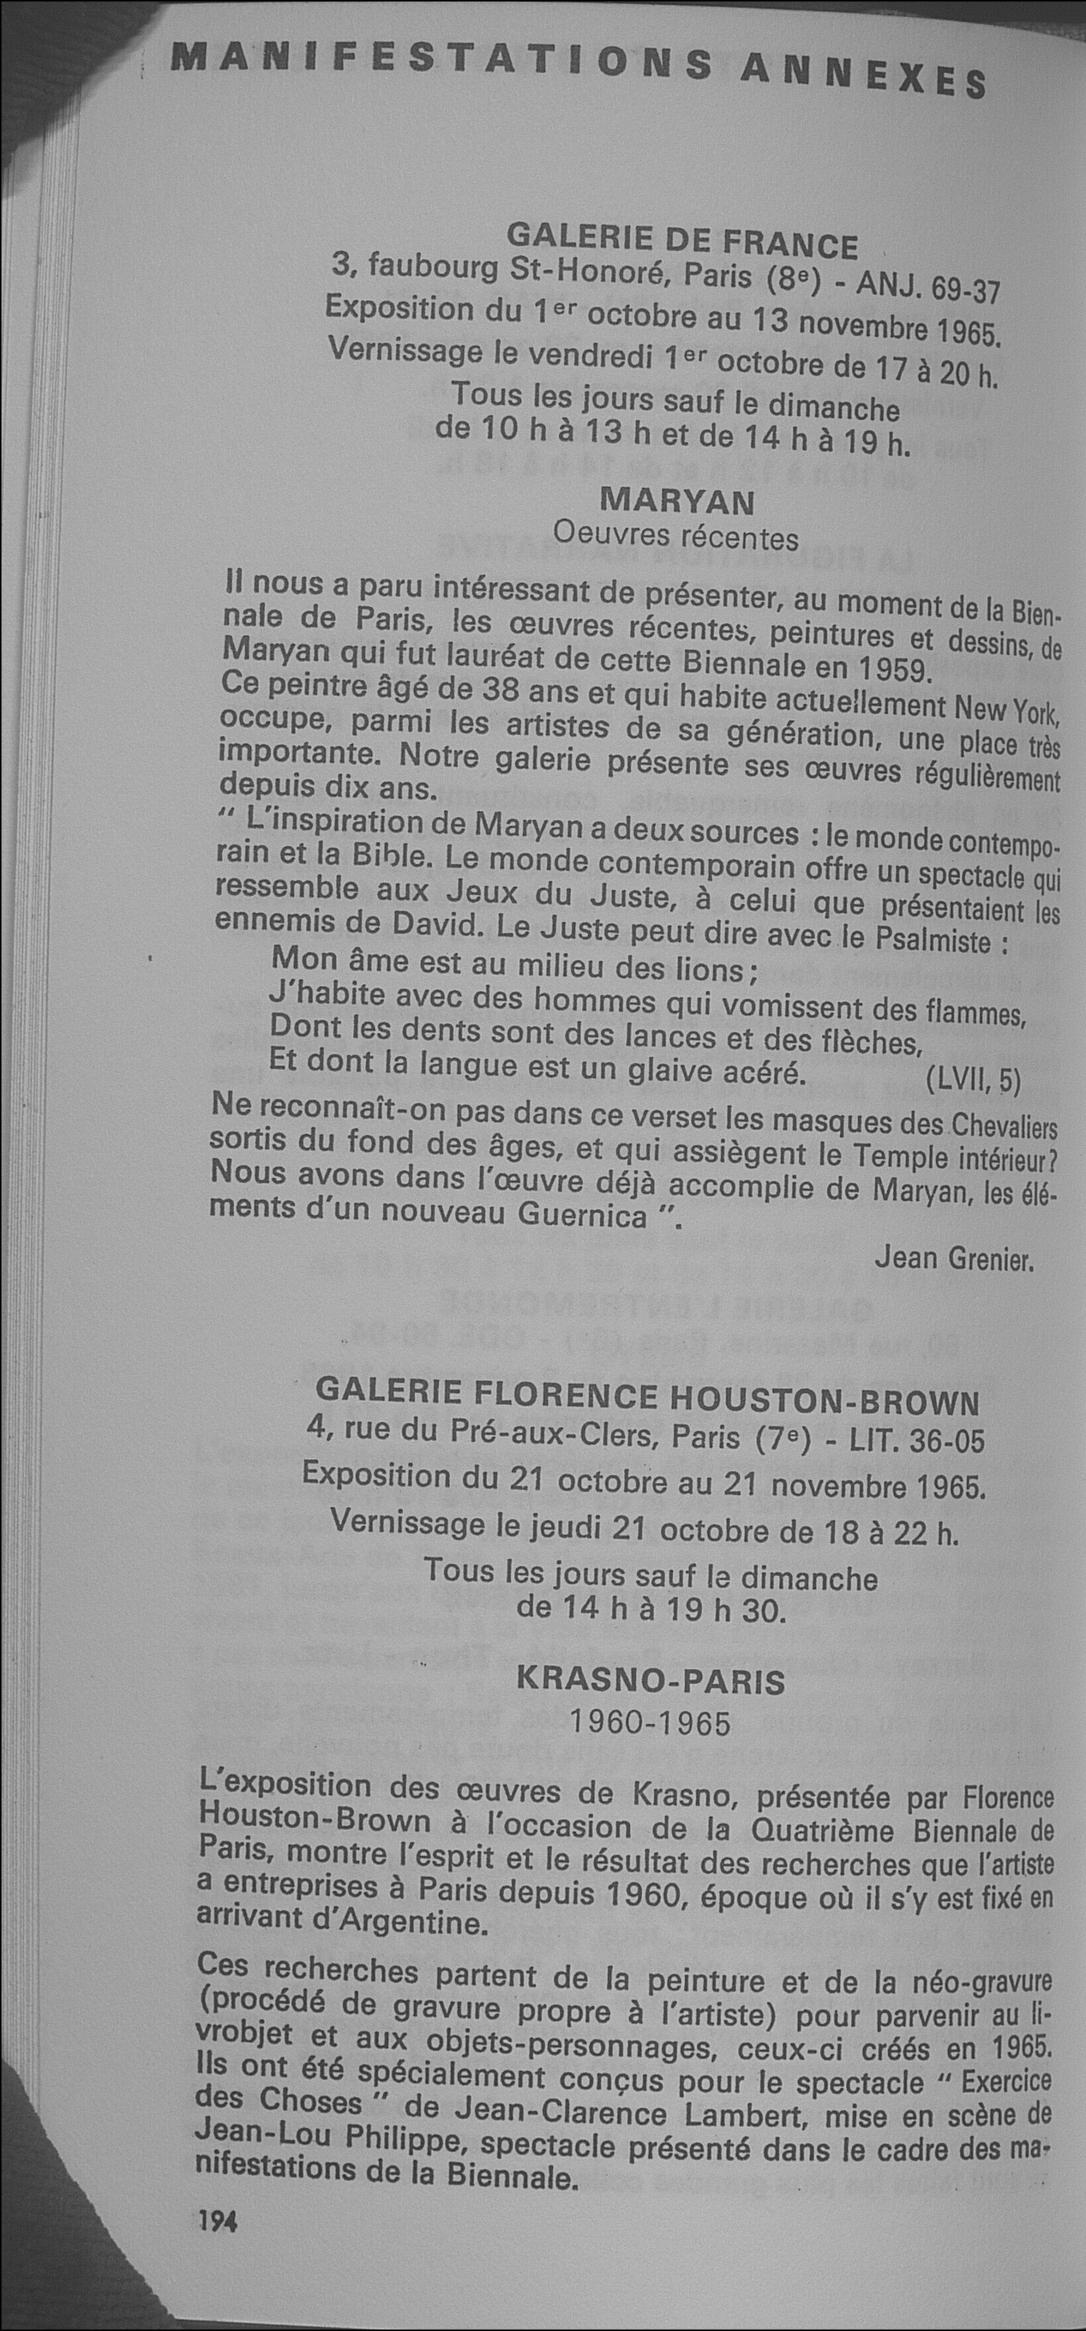 MANIFESTATIONS ANNEXES
GALERIE DE FRANCE
3, faubourg St-Honoré, Paris (8e) - ANJ. 69-37
Exposition du 1er octobre au 13 novembre 1965.
Vernissage le vendredi 1er octobre de 17 à 20 h.
Tous les jours sauf le dimanche
de 10 h à 13 h et de 14 h à 19 h.
MARYAN
Oeuvres récentes
Il nous a paru intéressant de présenter, au moment de la Bien-
nale de Paris, les œuvres récentes, peintures et dessins, de
Maryan qui fut lauréat de cette Biennale en 1959.
Ce peintre âgé de 38 ans et qui habite actuellement New York,
occupe, parmi les artistes de sa génération, une place très
importante. Notre galerie présente ses œuvres régulièrement
depuis dix ans.
" L'inspiration de Maryan a deux sources : le monde contempo-
rain et la Bible. Le monde contemporain offre un spectacle qui
ressemble aux Jeux du Juste, à celui que présentaient les
ennemis de David. Le Juste peut dire avec le Psalmiste :
Mon âme est au milieu des lions;
J'habite avec des hommes qui vomissent des flammes,
Dont les dents sont des lances et des flèches,
Et dont la langue est un glaive acéré. (LVII, 5)
Ne reconnaît-on pas dans ce verset les masques des Chevaliers
sortis du fond des âges, et qui assiègent le Temple intérieur?
Nous avons dans l'œuvre déjà accomplie de Maryan, les élé-
ments d'un nouveau Guernica ".
Jean Grenier.
GALERIE FLORENCE HOUSTON-BROWN
4, rue du Pré-aux-Clers, Paris (7e) - LIT. 36-05
Exposition du 21 octobre au 21 novembre 1965.
Vernissage le jeudi 21 octobre de 18 à 22 h.
Tous les jours sauf le dimanche
de 14 h à 19 h 30.
KRASNO-PARIS
1960-1965
L'exposition des œuvres de Krasno, présentée par Florence
Houston-Brown à l'occasion de la Quatrième Biennale de
Paris, montre l'esprit et le résultat des recherches que l'artiste
a entreprises à Paris depuis 1960, époque où il s'y est fixé en
arrivant d'Argentine.
Ces recherches partent de la peinture et de la néo-gravure
(procédé de gravure propre à l'artiste) pour parvenir au li-
vrobjet et aux objets-personnages, ceux-ci créés en 1965.
Ils ont été spécialement conçus pour le spectacle " Exercice
des Choses " de Jean-Clarence Lambert, mise en scène de
Jean-Lou Philippe, spectacle présenté dans le cadre des ma-
nifestations de la Biennale.
194